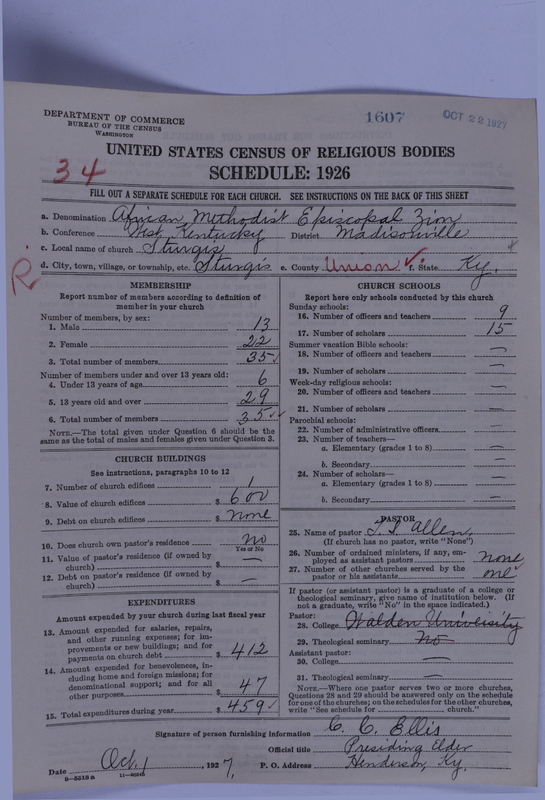 DEPARTMENT OF COMMERCE
BUREAU OF THE CENSUS
WASHINGTON
1607
OCT 22 1927
UNITED STATES CENSUS OF RELIGIOUS BODIES
34
SCHEDULE: 1926
FILL OUT A SEPARATE SCHEDULE FOR EACH CHURCH. SEE INSTRUCTIONS ON THE BACK OF THIS SHEET
a. Denomination African Methodist Episcopal Zion
b. Conference West Kentucky District Madisonville
c. Local name of church Sturgis
d. City, town, village, or township, etc. Sturgis e. County Union f. State Ky.
R.
MEMBERSHIP
Report number of members according to definition of
member in your church
Number of members, by sex:
1. Male 13
2. Female 22
3. Total number of members 35
Number of members under and over 13 years old:
4. Under 13 years of age 6
5. 13 years old and over 29
6. Total number of members 35
NOTE.—The total given under Question 6 should be the
same as the total of males and females given under Question 3.
CHURCH BUILDINGS
See instructions, paragraphs 10 to 12
7. Number of church edifices 1
8. Value of church edifices $ 600
9. Debt on church edifices $ none
10. Does church own pastor's residence? no
Yes or No
11. Value of pastor's residence (if owned by
church) $ —
12. Debt on pastor's residence (if owned by
church) $ —
EXPENDITURES
Amount expended by your church during last fiscal year
13. Amount expended for salaries, repairs,
and other running expenses; for im-
provements or new buildings; and for
payments on church debt $ 412
14. Amount expended for benevolences, in-
cluding home and foreign missions; for
denominational support; and for all
other purposes $ 47
15. Total expenditures during year $ 459
CHURCH SCHOOLS
Report here only schools conducted by this church
Sunday schools:
16. Number of officers and teachers 9
17. Number of scholars 15
Summer vacation Bible schools:
18. Number of officers and teachers —
19. Number of scholars —
Week-day religious schools:
20. Number of officers and teachers —
21. Number of scholars —
Parochial schools:
22. Number of administrative officers —
23. Number of teachers—
a. Elementary (grades 1 to 8) —
b. Secondary —
24. Number of scholars—
a. Elementary (grades 1 to 8) —
b. Secondary —
PASTOR
25. Name of pastor Allen
(If church has no pastor, write "None")
26. Number of ordained ministers, if any, em-
ployed as assistant pastors none
27. Number of other churches served by the
pastor or his assistants one
If pastor (or assistant pastor) is a graduate of a college or
theological seminary, give name of institution below. (If
not a graduate, write "No" in the space indicated.)
Pastor:
28. College Walden University
29. Theological seminary No
Assistant pastor:
30. College —
31. Theological seminary —
NOTE.—Where one pastor serves two or more churches,
Questions 28 and 29 should be answered only on the schedule
for one of the churches; on the schedules for the other churches,
write "See schedule for church."
Signature of person furnishing information C. C. Ellis
Official title Presiding Elder
Date Oct. 1, 1927. P. O. Address Henderson, Ky.